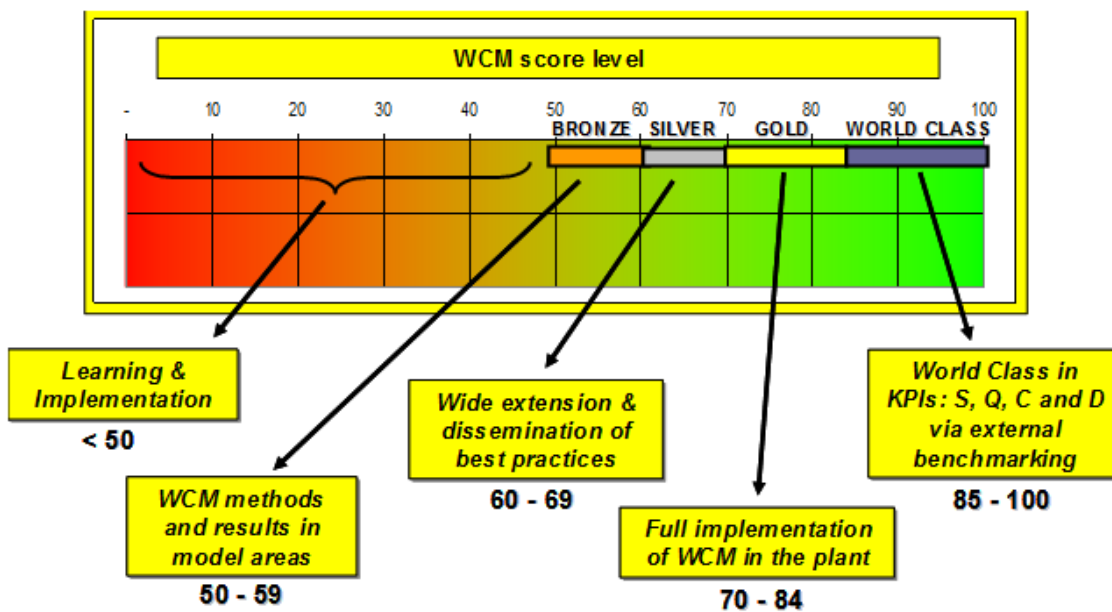 WCM score level
- 10 20 30 40 50 60 70 80 90 100
BRONZE SILVER GOLD WORLD CLASS
Learning &
Implementation
< 50
WCM methods
and results in
model areas
50 - 59
Wide extension &
dissemination of
best practices
60 - 69
Full implementation
of WCM in the plant
70 - 84
World Class in
KPIs: S, Q, C and D
via external
benchmarking
85 - 100